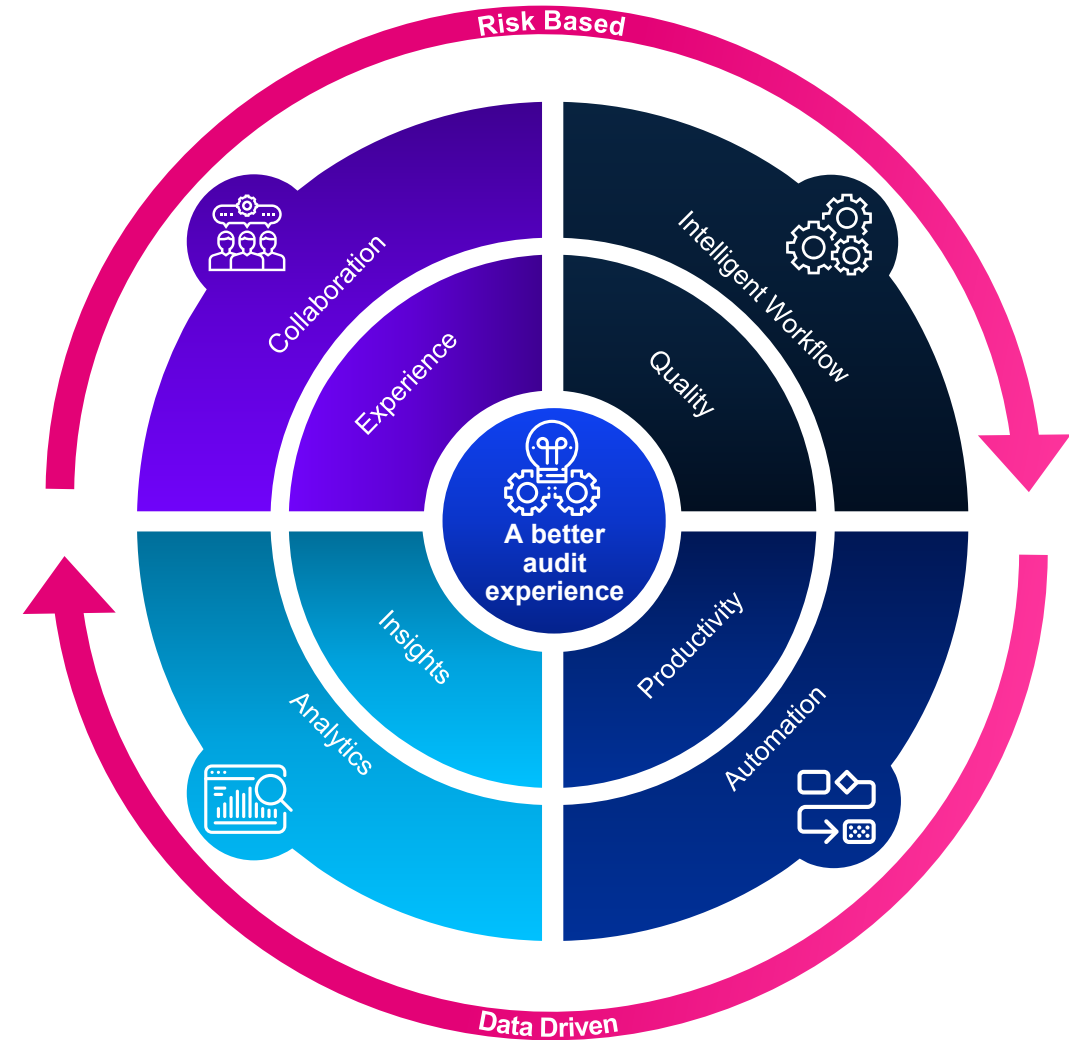 Risk Based
Collaboration
Intelligent Workflow
Experience
Quality
A better
audit
experience
Insights
Productivity
Analytics
Automation
Data Driven